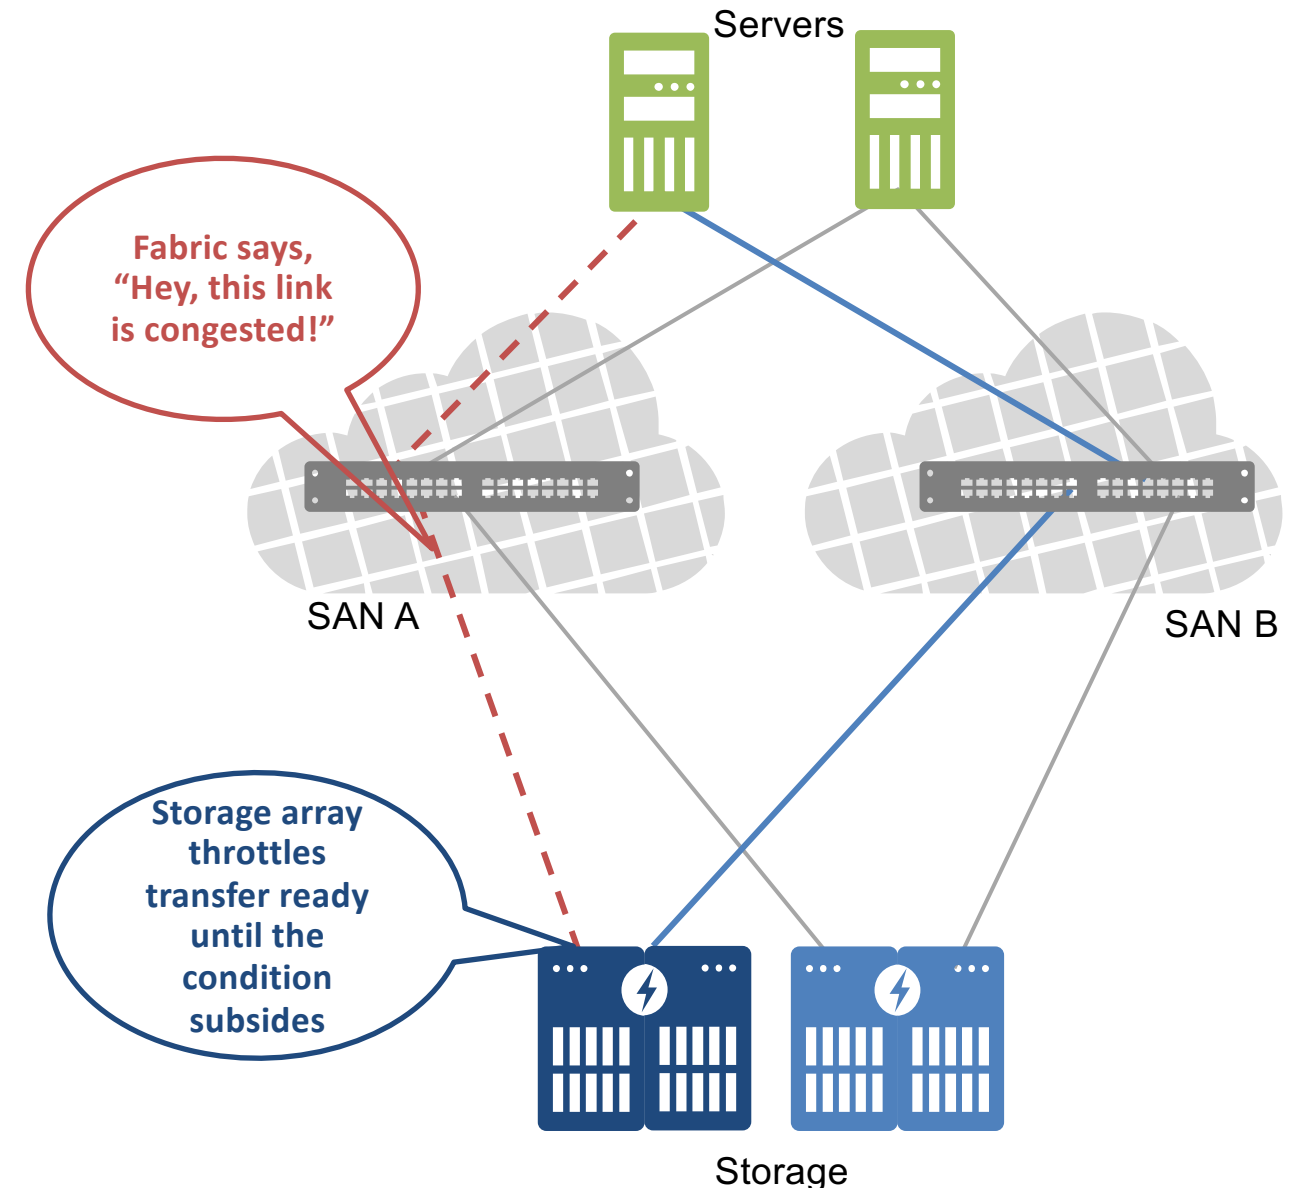 Servers
Fabric says,
“Hey, this link
is congested!”
SAN A
SAN B
Storage array
throttles
transfer ready
until the
condition
subsides
Storage